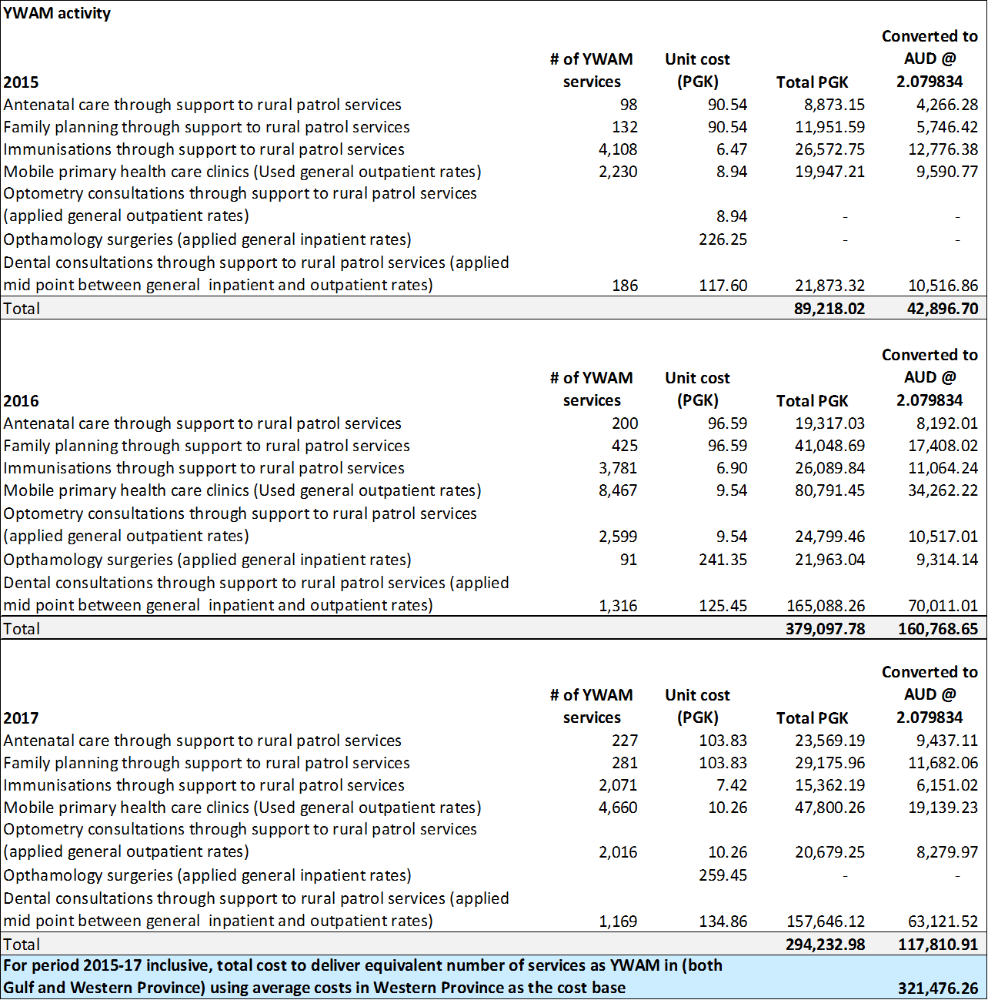 YWAM activity
Converted to
# of YWAM Unit cost AUD @
2015 services (PGK) Total PGK 2.079834
Antenatal care through support to rural patrol services 98 90.54 8,873.15 4,266.28
Family planning through support to rural patrol services 132 90.54 11,951.59 5,746.42
Immunisations through support to rural patrol services 4,108 6.47 26,572.75 12,776.38
Mobile primary health care clinics (Used general outpatient rates) 2,230 8.94 19,947.21 9,590.77
Optometry consultations through support to rural patrol services
(applied general outpatient rates) 8.94 - -
Opthamology surgeries (applied general inpatient rates) 226.25 - -
Dental consultations through support to rural patrol services (applied
mid point between general inpatient and outpatient rates) 186 117.60 21,873.32 10,516.86
Total 89,218.02 42,896.70
Converted to
# of YWAM Unit cost AUD @
2016 services (PGK) Total PGK 2.079834
Antenatal care through support to rural patrol services 200 96.59 19,317.03 8,192.01
Family planning through support to rural patrol services 425 96.59 41,048.69 17,408.02
Immunisations through support to rural patrol services 3,781 6.90 26,089.84 11,064.24
Mobile primary health care clinics (Used general outpatient rates) 8,467 9.54 80,791.45 34,262.22
Optometry consultations through support to rural patrol services
(applied general outpatient rates) 2,599 9.54 24,799.46 10,517.01
Opthamology surgeries (applied general inpatient rates) 91 241.35 21,963.04 9,314.14
Dental consultations through support to rural patrol services (applied
mid point between general inpatient and outpatient rates) 1,316 125.45 165,088.26 70,011.01
Total 379,097.78 160,768.65
Converted to
# of YWAM Unit cost AUD @
2017 services (PGK) Total PGK 2.079834
Antenatal care through support to rural patrol services 227 103.83 23,569.19 9,437.11
Family planning through support to rural patrol services 281 103.83 29,175.96 11,682.06
Immunisations through support to rural patrol services 2,071 7.42 15,362.19 6,151.02
Mobile primary health care clinics (Used general outpatient rates) 4,660 10.26 47,800.26 19,139.23
Optometry consultations through support to rural patrol services
(applied general outpatient rates) 2,016 10.26 20,679.25 8,279.97
Opthamology surgeries (applied general inpatient rates) 259.45 - -
Dental consultations through support to rural patrol services (applied
mid point between general inpatient and outpatient rates) 1,169 134.86 157,646.12 63,121.52
Total 294,232.98 117,810.91
For period 2015-17 inclusive, total cost to deliver equivalent number of services as YWAM in (both
Gulf and Western Province) using average costs in Western Province as the cost base 321,476.26